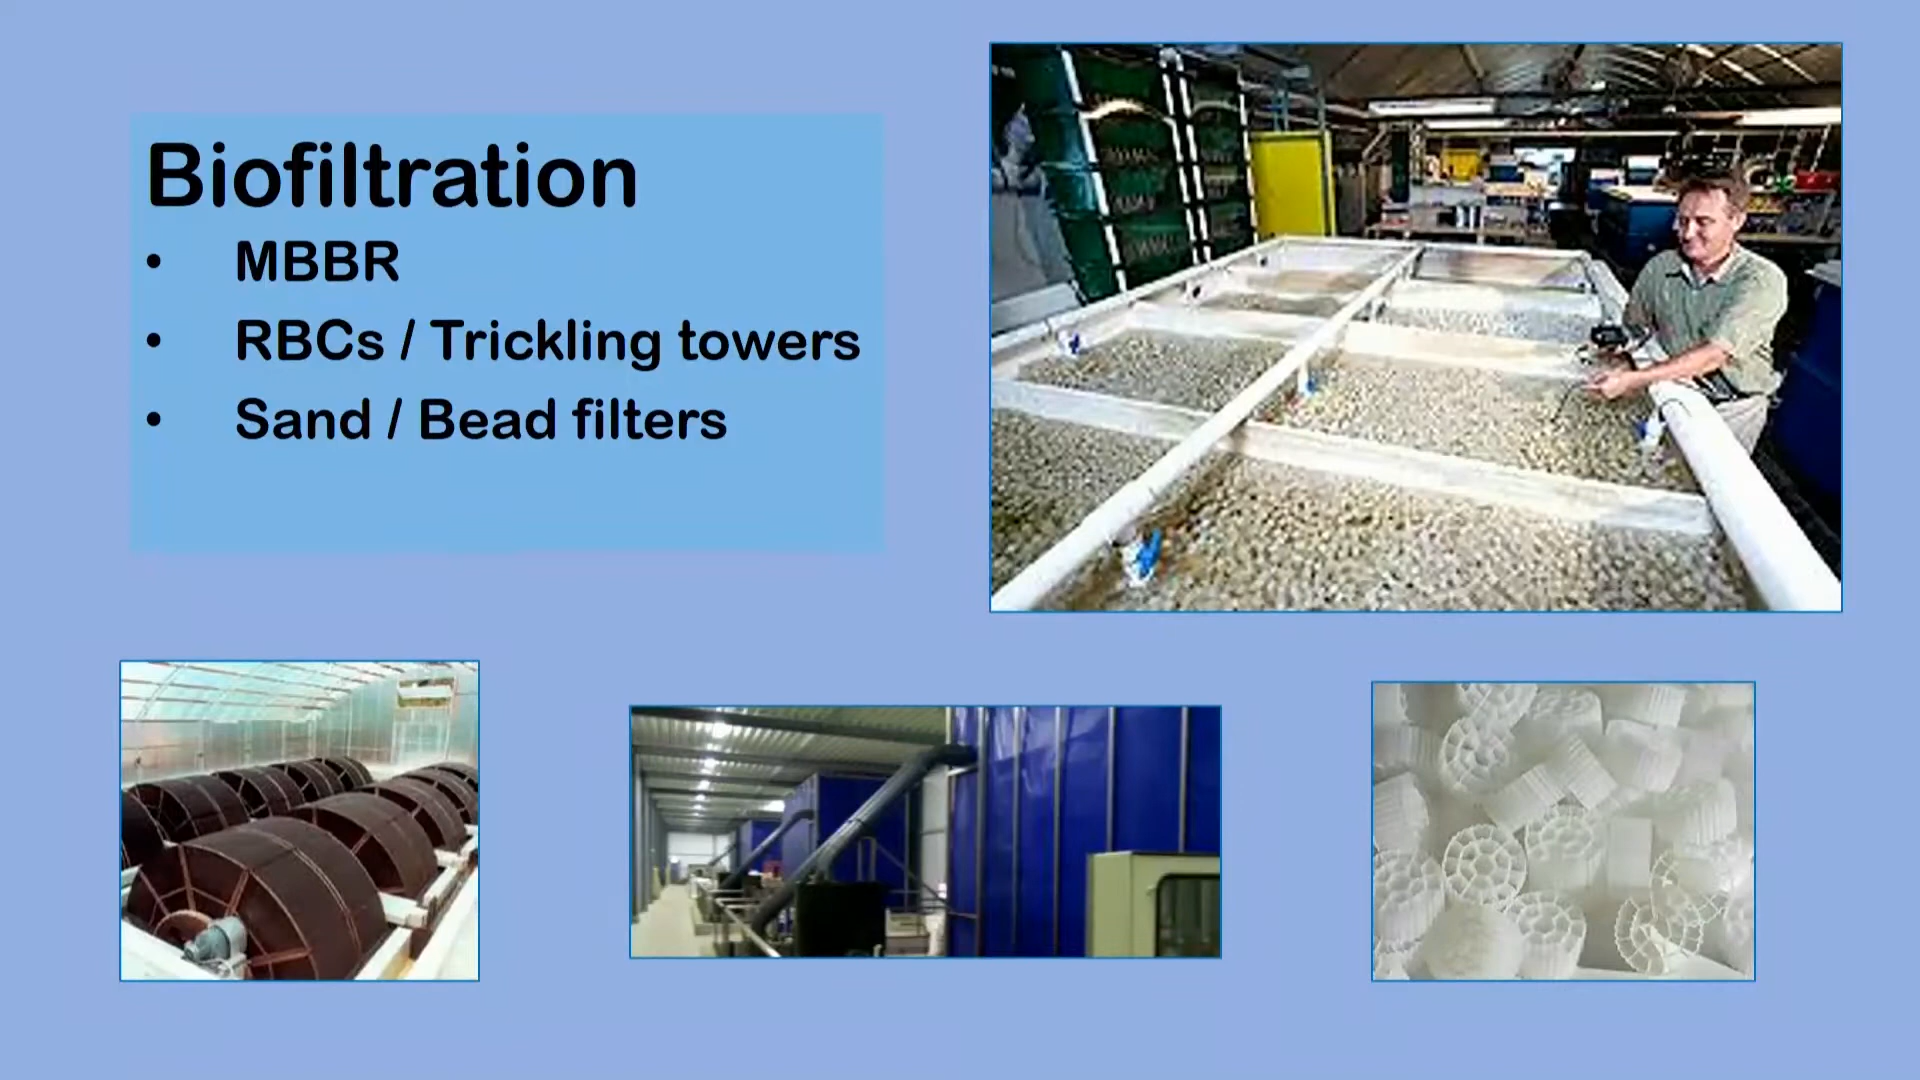 Biofiltration
• MBBR
• RBCs / Trickling towers
• Sand / Bead filters